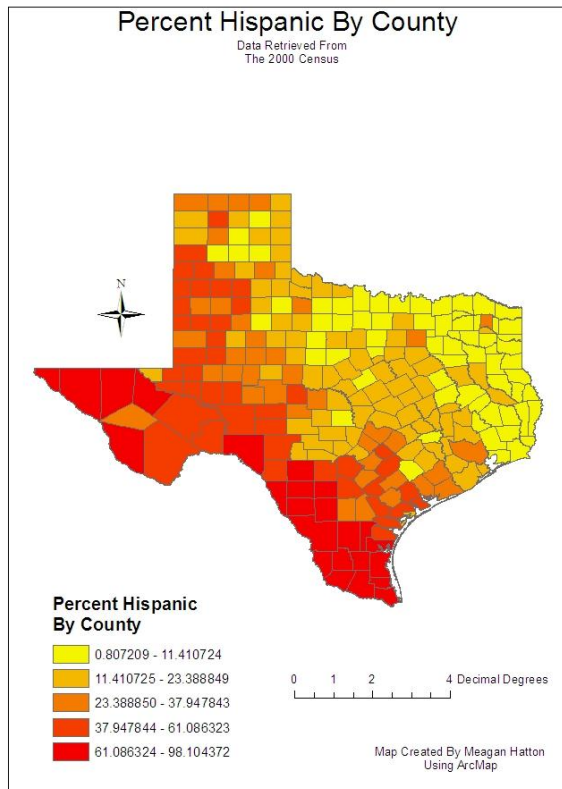 Percent Hispanic By County
Data Retrieved From
The 2000 Census
N
Percent Hispanic
By County
0.807209 - 11.410724
11.410725 - 23.388849
23.388850 - 37.947843
37.947844 - 61.086323
61.086324 - 98.104372
0 1 2 4 Decimal Degrees
Map Created By Meagan Hatton
Using ArcMap